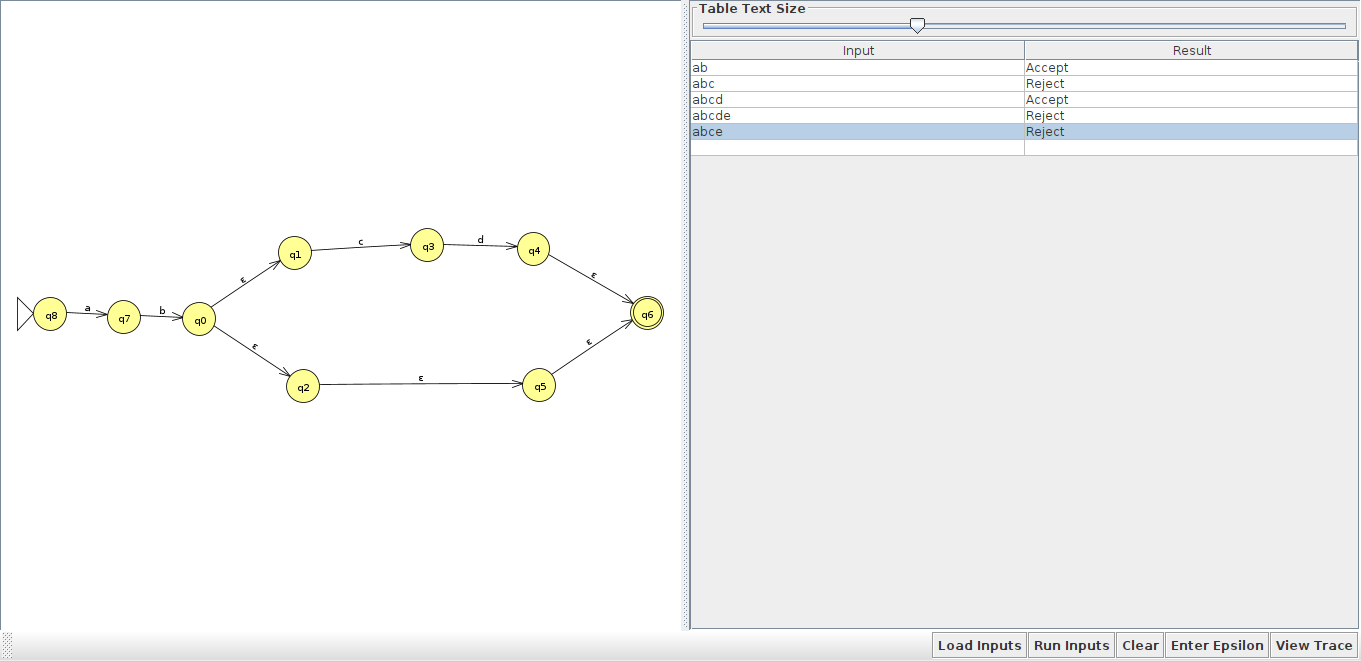 Table Text Size
Input Result
ab Accept
abc Reject
abcd Accept
abcde Reject
abce Reject
c
d
q3
q1
q4
ε
ε
a
b
q8
q7
q0
q6
ε
ε
ε
q2
q5
Load Inputs Run Inputs Clear Enter Epsilon View Trace